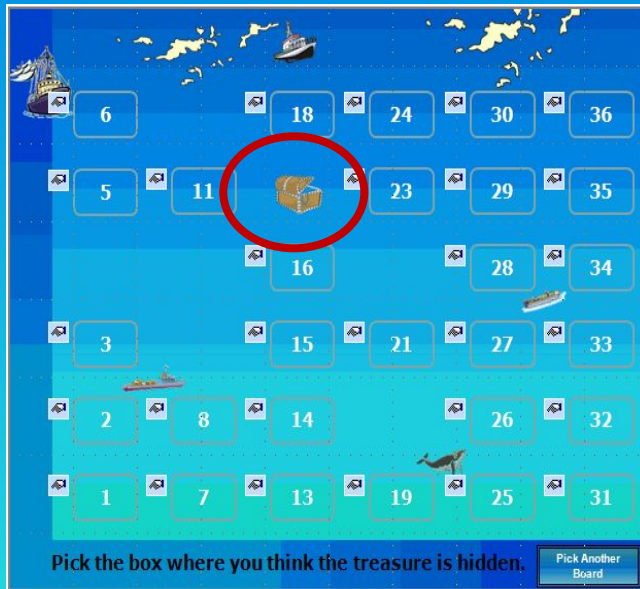 6 18 24 30 36
5 11 23 29 35
16 28 34
3 15 21 27 33
2 8 14 26 32
1 7 13 19 25 31
Pick the box where you think the treasure is hidden.
Pick Another
Board